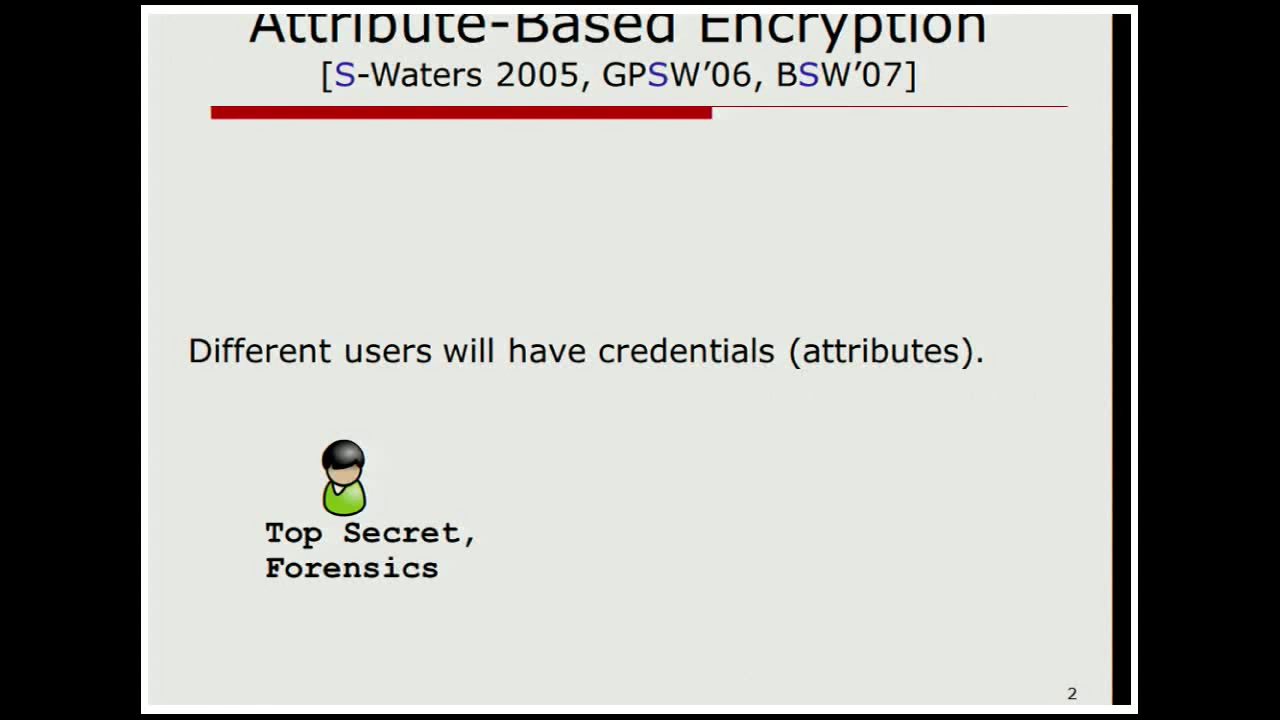 Attribute-Based Encryption
[S-Waters 2005, GPSW'06, BSW'07]
Different users will have credentials (attributes).
Top Secret,
Forensics
2